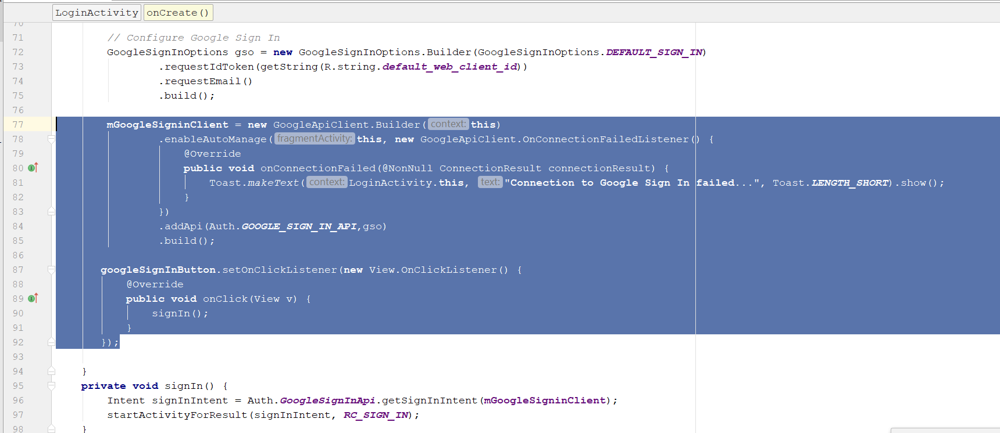 LoginActivity onCreate()
70
71 // Configure Google Sign In
72 GoogleSignInOptions gso = new GoogleSignInOptions.Builder(GoogleSignInOptions.DEFAULT_SIGN_IN)
73 .requestIdToken(getString(R.string.default_web_client_id))
74 .requestEmail()
75 .build();
76
77 mGoogleSigninClient = new GoogleApiClient.Builder( context: this)
78 .enableAutoManage( fragmentActivity: this, new GoogleApiClient.OnConnectionFailedListener() {
79 @Override
80 public void onConnectionFailed(@NonNull ConnectionResult connectionResult) {
81 Toast.makeText( context: LoginActivity.this, text: "Connection to Google Sign In failed...", Toast.LENGTH_SHORT).show();
82 }
83 })
84 .addApi(Auth.GOOGLE_SIGN_IN_API,gso)
85 .build();
86
87 googleSignInButton.setOnClickListener(new View.OnClickListener() {
88 @Override
89 public void onClick(View v) {
90 signIn();
91 }
92 });
93
94 }
95 private void signIn() {
96 Intent signInIntent = Auth.GoogleSignInApi.getSignInIntent(mGoogleSigninClient);
97 startActivityForResult(signInIntent, RC_SIGN_IN);
98 }